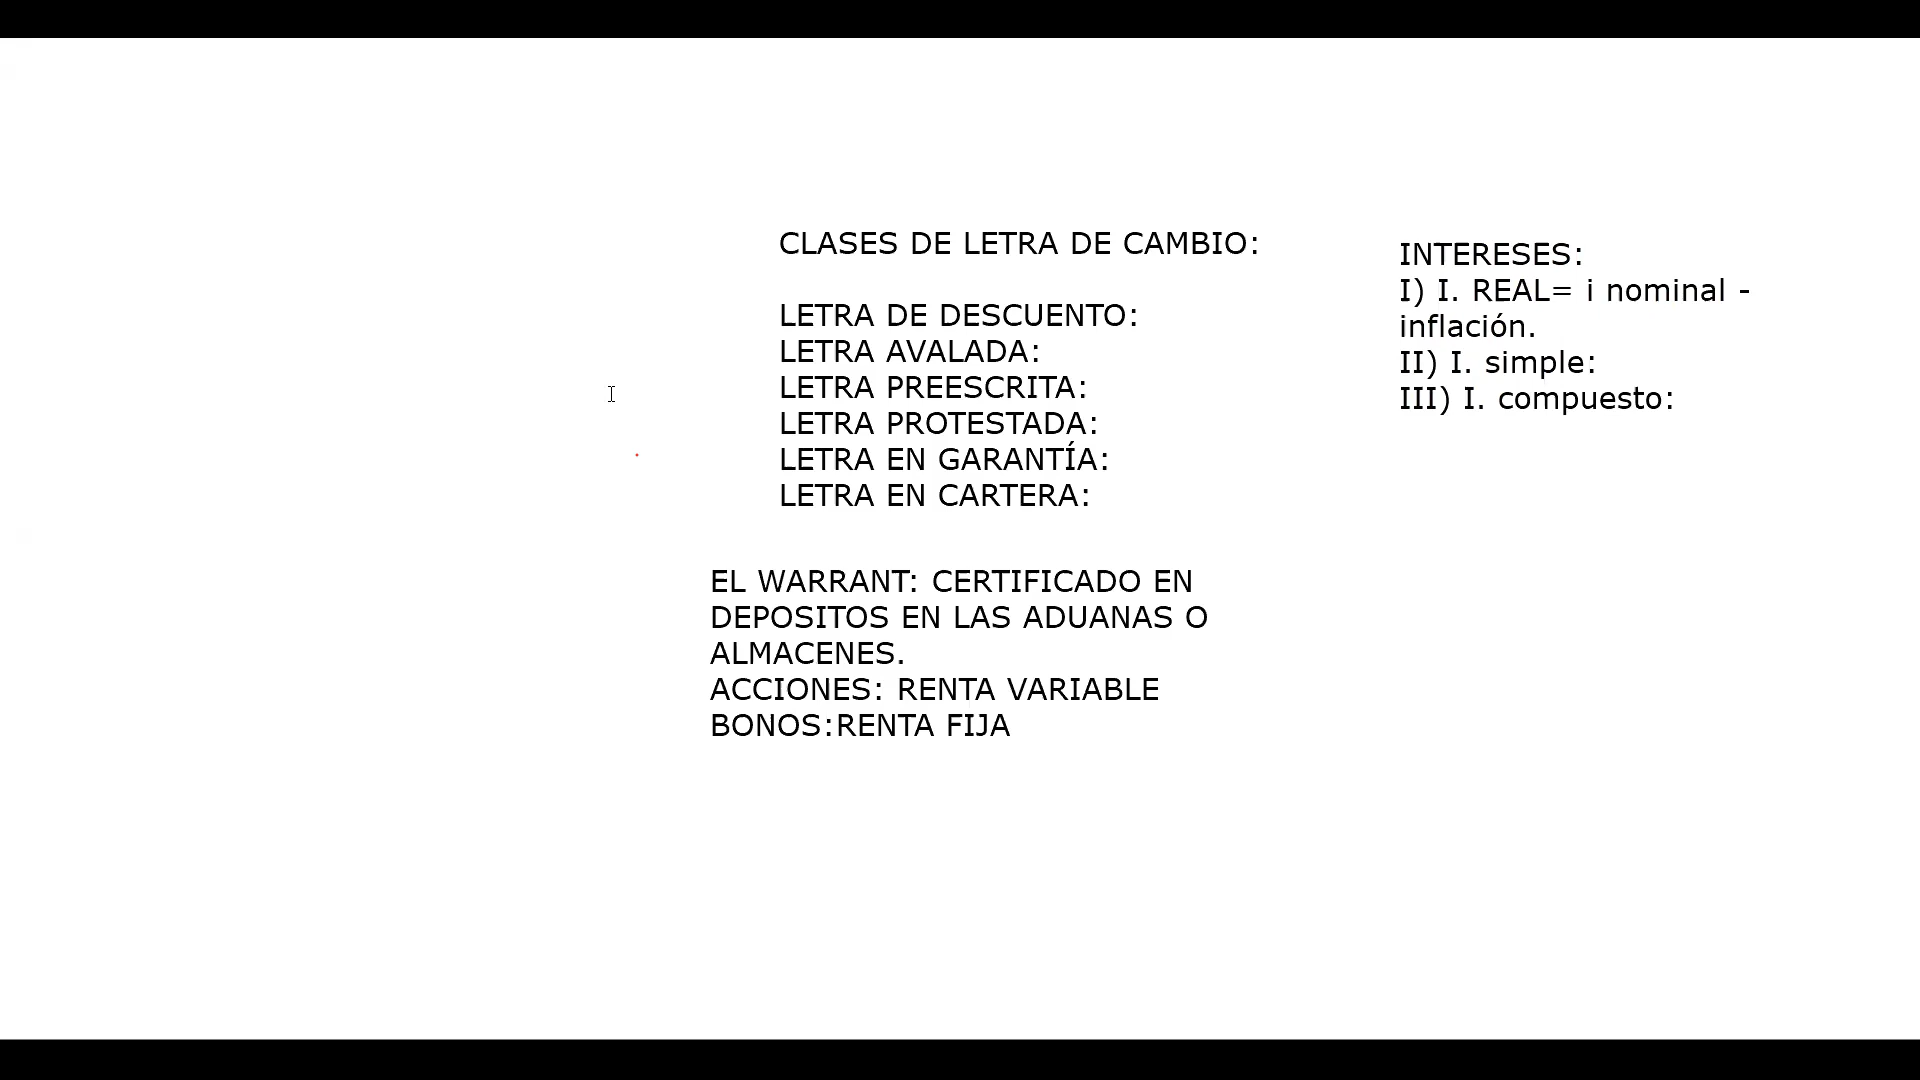 CLASES DE LETRA DE CAMBIO:
LETRA DE DESCUENTO:
LETRA AVALADA:
LETRA PREESCRITA:
LETRA PROTESTADA:
LETRA EN GARANTÍA:
LETRA EN CARTERA:
EL WARRANT: CERTIFICADO EN
DEPOSITOS EN LAS ADUANAS O
ALMACENES.
ACCIONES: RENTA VARIABLE
BONOS:RENTA FIJA
INTERESES:
I) I. REAL= i nominal -
inflación.
II) I. simple:
III) I. compuesto: